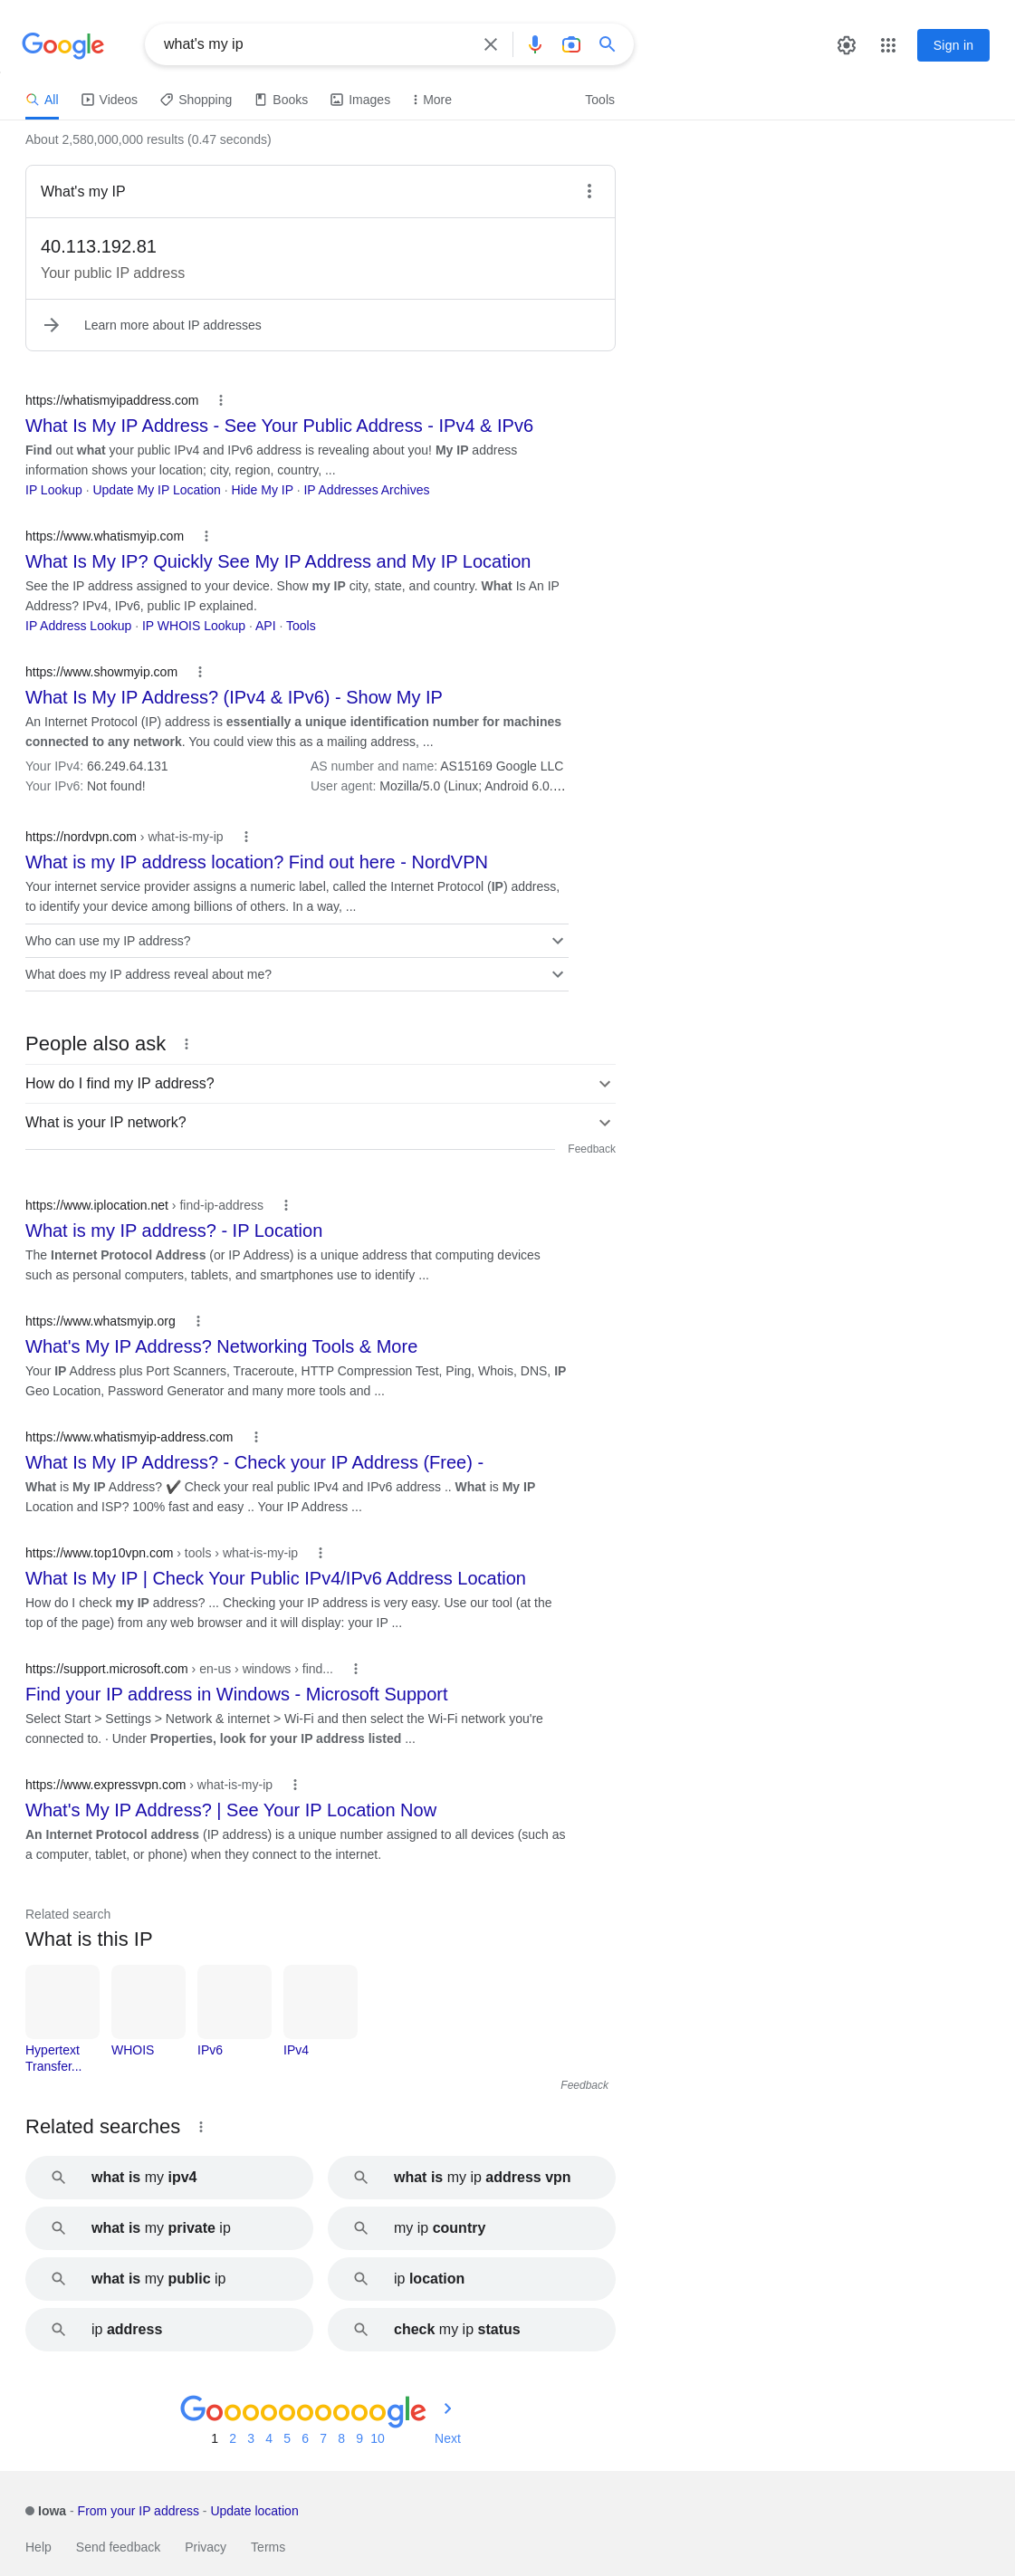 Google
what's my ip
Sign in
All Videos Shopping Books Images More Tools
About 2,580,000,000 results (0.47 seconds)
What's my IP
40.113.192.81
Your public IP address
Learn more about IP addresses
https://whatismyipaddress.com
What Is My IP Address - See Your Public Address - IPv4 & IPv6
Find out what your public IPv4 and IPv6 address is revealing about you! My IP address
information shows your location; city, region, country, ...
IP Lookup · Update My IP Location · Hide My IP · IP Addresses Archives
https://www.whatismyip.com
What Is My IP? Quickly See My IP Address and My IP Location
See the IP address assigned to your device. Show my IP city, state, and country. What Is An IP
Address? IPv4, IPv6, public IP explained.
IP Address Lookup · IP WHOIS Lookup · API · Tools
https://www.showmyip.com
What Is My IP Address? (IPv4 & IPv6) - Show My IP
An Internet Protocol (IP) address is essentially a unique identification number for machines
connected to any network. You could view this as a mailing address, ...
Your IPv4: 66.249.64.131 AS number and name: AS15169 Google LLC
Your IPv6: Not found! User agent: Mozilla/5.0 (Linux; Android 6.0....
https://nordvpn.com › what-is-my-ip
What is my IP address location? Find out here - NordVPN
Your internet service provider assigns a numeric label, called the Internet Protocol (IP) address,
to identify your device among billions of others. In a way, ...
Who can use my IP address?
What does my IP address reveal about me?
People also ask
How do I find my IP address?
What is your IP network?
Feedback
https://www.iplocation.net › find-ip-address
What is my IP address? - IP Location
The Internet Protocol Address (or IP Address) is a unique address that computing devices
such as personal computers, tablets, and smartphones use to identify ...
https://www.whatsmyip.org
What's My IP Address? Networking Tools & More
Your IP Address plus Port Scanners, Traceroute, HTTP Compression Test, Ping, Whois, DNS, IP
Geo Location, Password Generator and many more tools and ...
https://www.whatismyip-address.com
What Is My IP Address? - Check your IP Address (Free) -
What is My IP Address? ✔ Check your real public IPv4 and IPv6 address .. What is My IP
Location and ISP? 100% fast and easy .. Your IP Address ...
https://www.top10vpn.com › tools › what-is-my-ip
What Is My IP | Check Your Public IPv4/IPv6 Address Location
How do I check my IP address? ... Checking your IP address is very easy. Use our tool (at the
top of the page) from any web browser and it will display: your IP ...
https://support.microsoft.com › en-us › windows › find...
Find your IP address in Windows - Microsoft Support
Select Start > Settings > Network & internet > Wi-Fi and then select the Wi-Fi network you're
connected to. · Under Properties, look for your IP address listed ...
https://www.expressvpn.com › what-is-my-ip
What's My IP Address? | See Your IP Location Now
An Internet Protocol address (IP address) is a unique number assigned to all devices (such as
a computer, tablet, or phone) when they connect to the internet.
Related search
What is this IP
Hypertext WHOIS IPv6 IPv4
Transfer...
Feedback
Related searches
what is my ipv4
what is my ip address vpn
what is my private ip
my ip country
what is my public ip
ip location
ip address
check my ip status
Goooooooooogle
1 2 3 4 5 6 7 8 9 10 Next
Iowa - From your IP address - Update location
Help Send feedback Privacy Terms